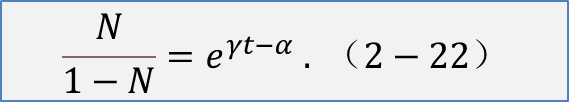 N/(1 − N) = e^{γt−α} . （2 − 22）